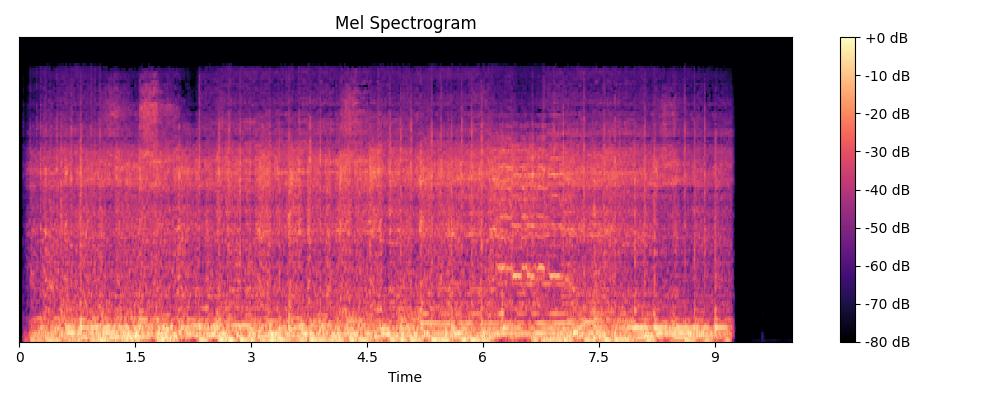 Mel Spectrogram
+0 dB
-10 dB
-20 dB
-30 dB
-40 dB
-50 dB
-60 dB
-70 dB
-80 dB
0 1.5 3 4.5 6 7.5 9
Time